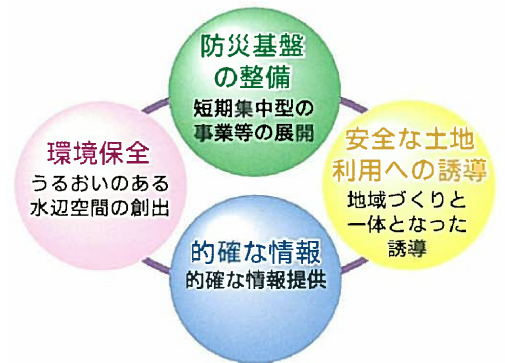 防災基盤
の整備
短期集中型の
事業等の展開
環境保全
うるおいのある
水辺空間の創出
安全な土地
利用への誘導
地域づくりと
一体となった
誘導
的確な情報
的確な情報提供